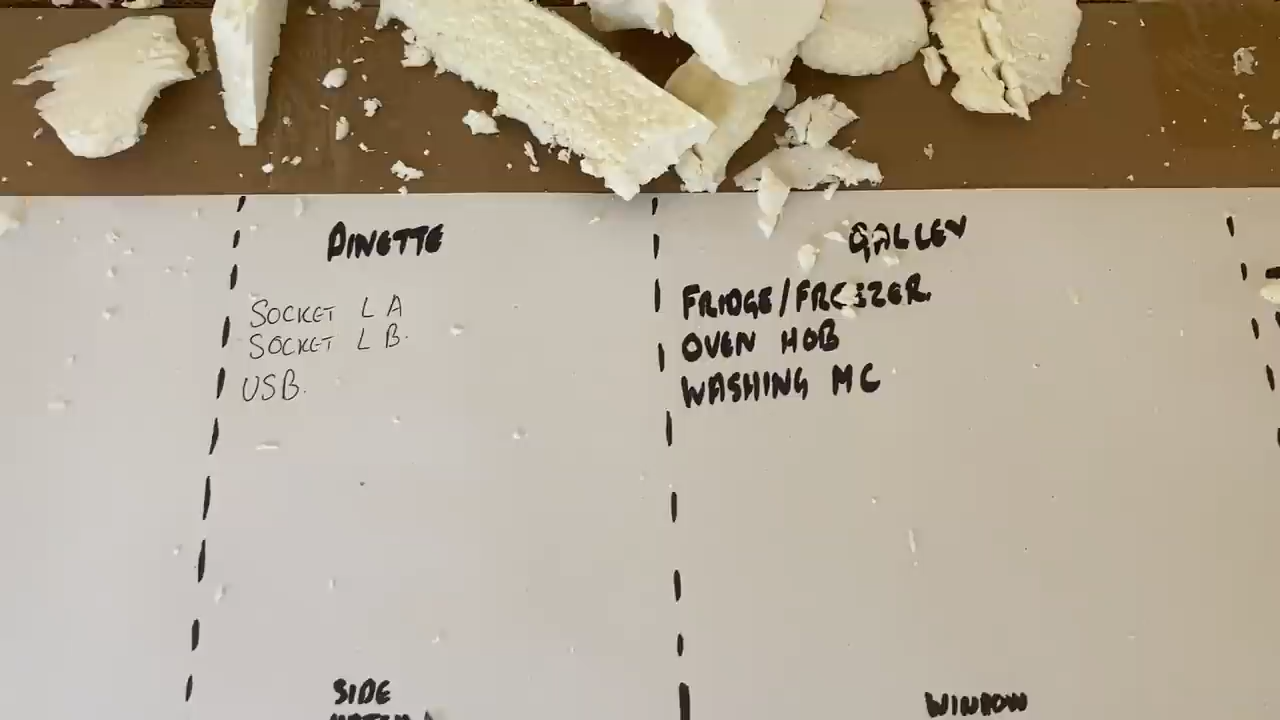 DINETTE
SOCKET L A
SOCKET L B.
USB.
GALLEY
FRIDGE/FREEZER.
OVEN HOB
WASHING MC
SIDE
WINDOW